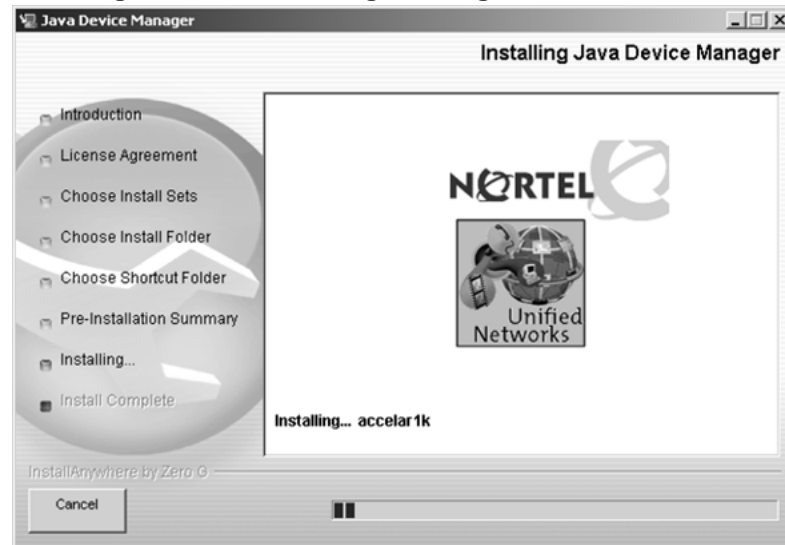 Java Device Manager
Installing Java Device Manager
Introduction
License Agreement
Choose Install Sets
Choose Install Folder
Choose Shortcut Folder
Pre-Installation Summary
Installing...
Install Complete
NORTEL
Unified
Networks
Installing... accelar1k
InstallAnywhere by Zero G
Cancel